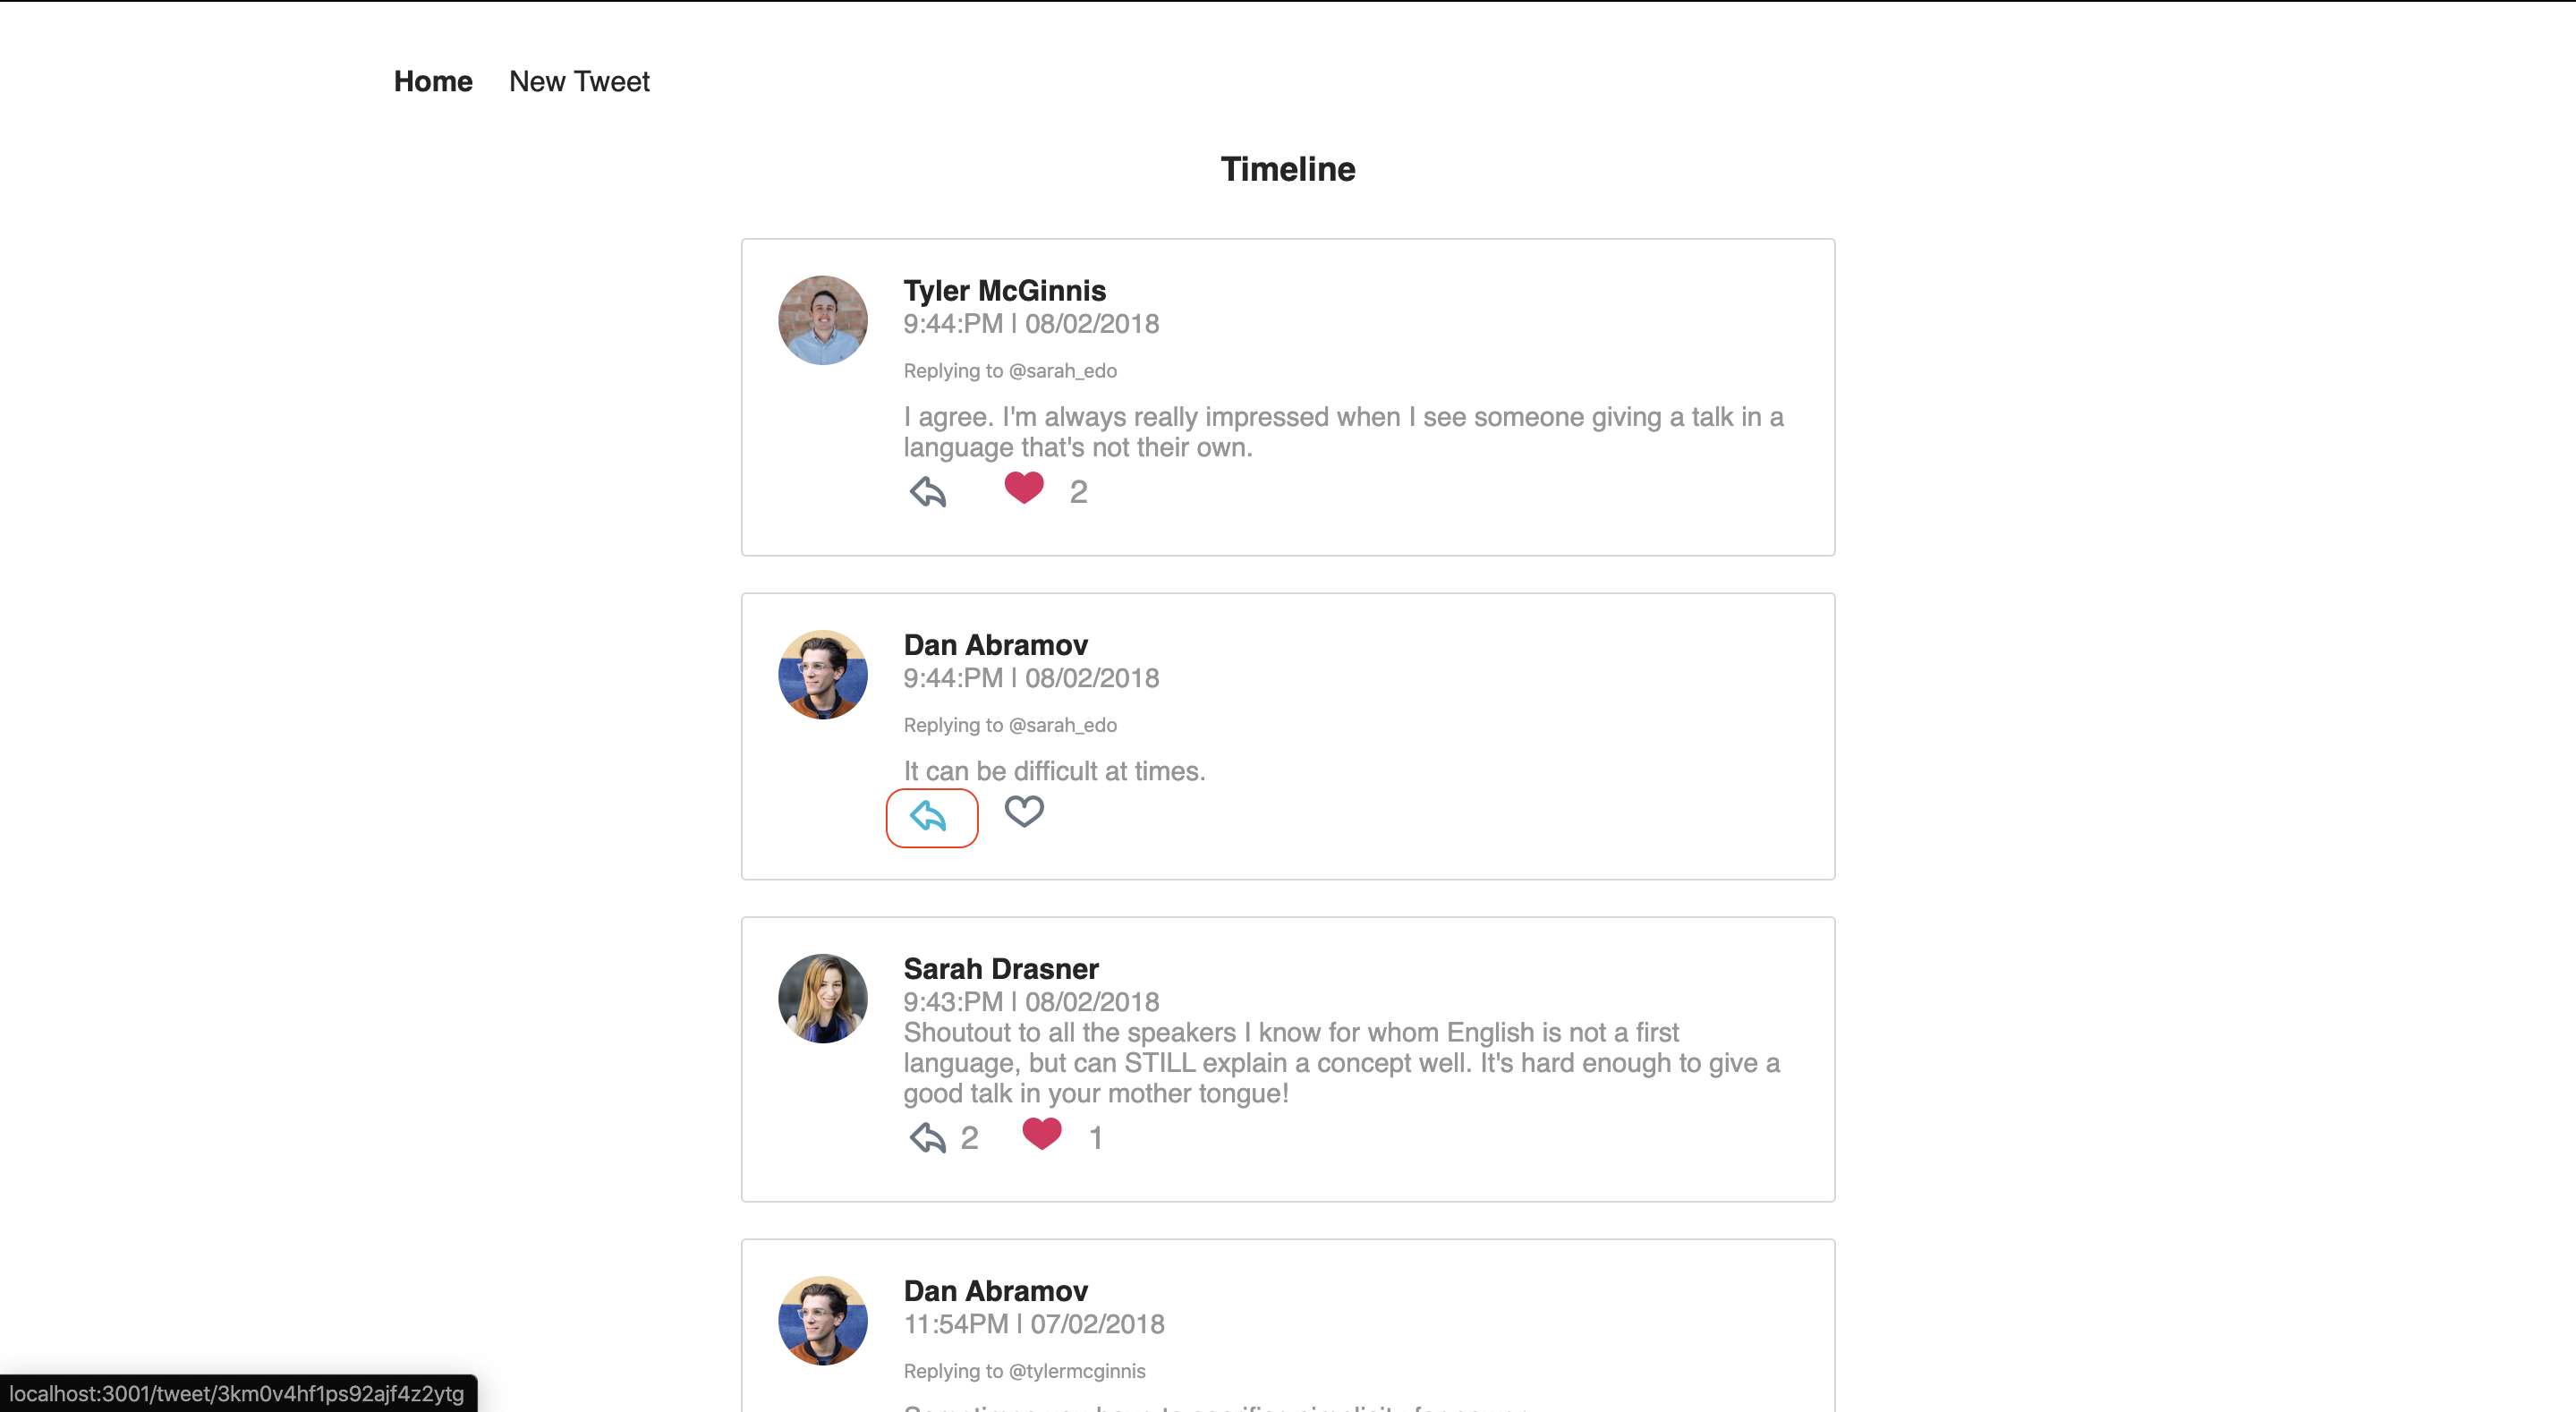 Home New Tweet
Timeline
Tyler McGinnis
9:44:PM | 08/02/2018
Replying to @sarah_edo
I agree. I'm always really impressed when I see someone giving a talk in a
language that's not their own.
2
Dan Abramov
9:44:PM | 08/02/2018
Replying to @sarah_edo
It can be difficult at times.
Sarah Drasner
9:43:PM | 08/02/2018
Shoutout to all the speakers I know for whom English is not a first
language, but can STILL explain a concept well. It's hard enough to give a
good talk in your mother tongue!
2 1
Dan Abramov
11:54PM | 07/02/2018
Replying to @tylermcginnis
localhost:3001/tweet/3km0v4hf1ps92ajf4z2ytg